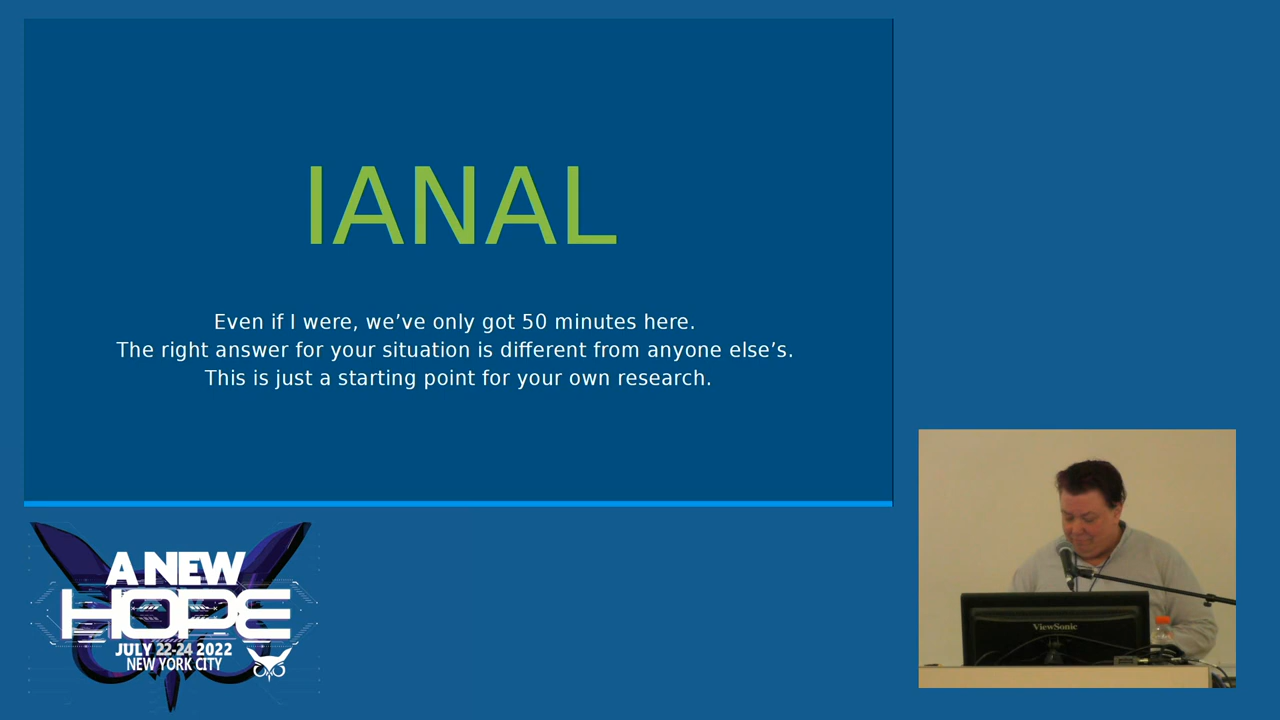 IANAL
Even if I were, we’ve only got 50 minutes here.
The right answer for your situation is different from anyone else’s.
This is just a starting point for your own research.
A NEW
HOPE
JULY 22-24 2022
NEW YORK CITY
ViewSonic